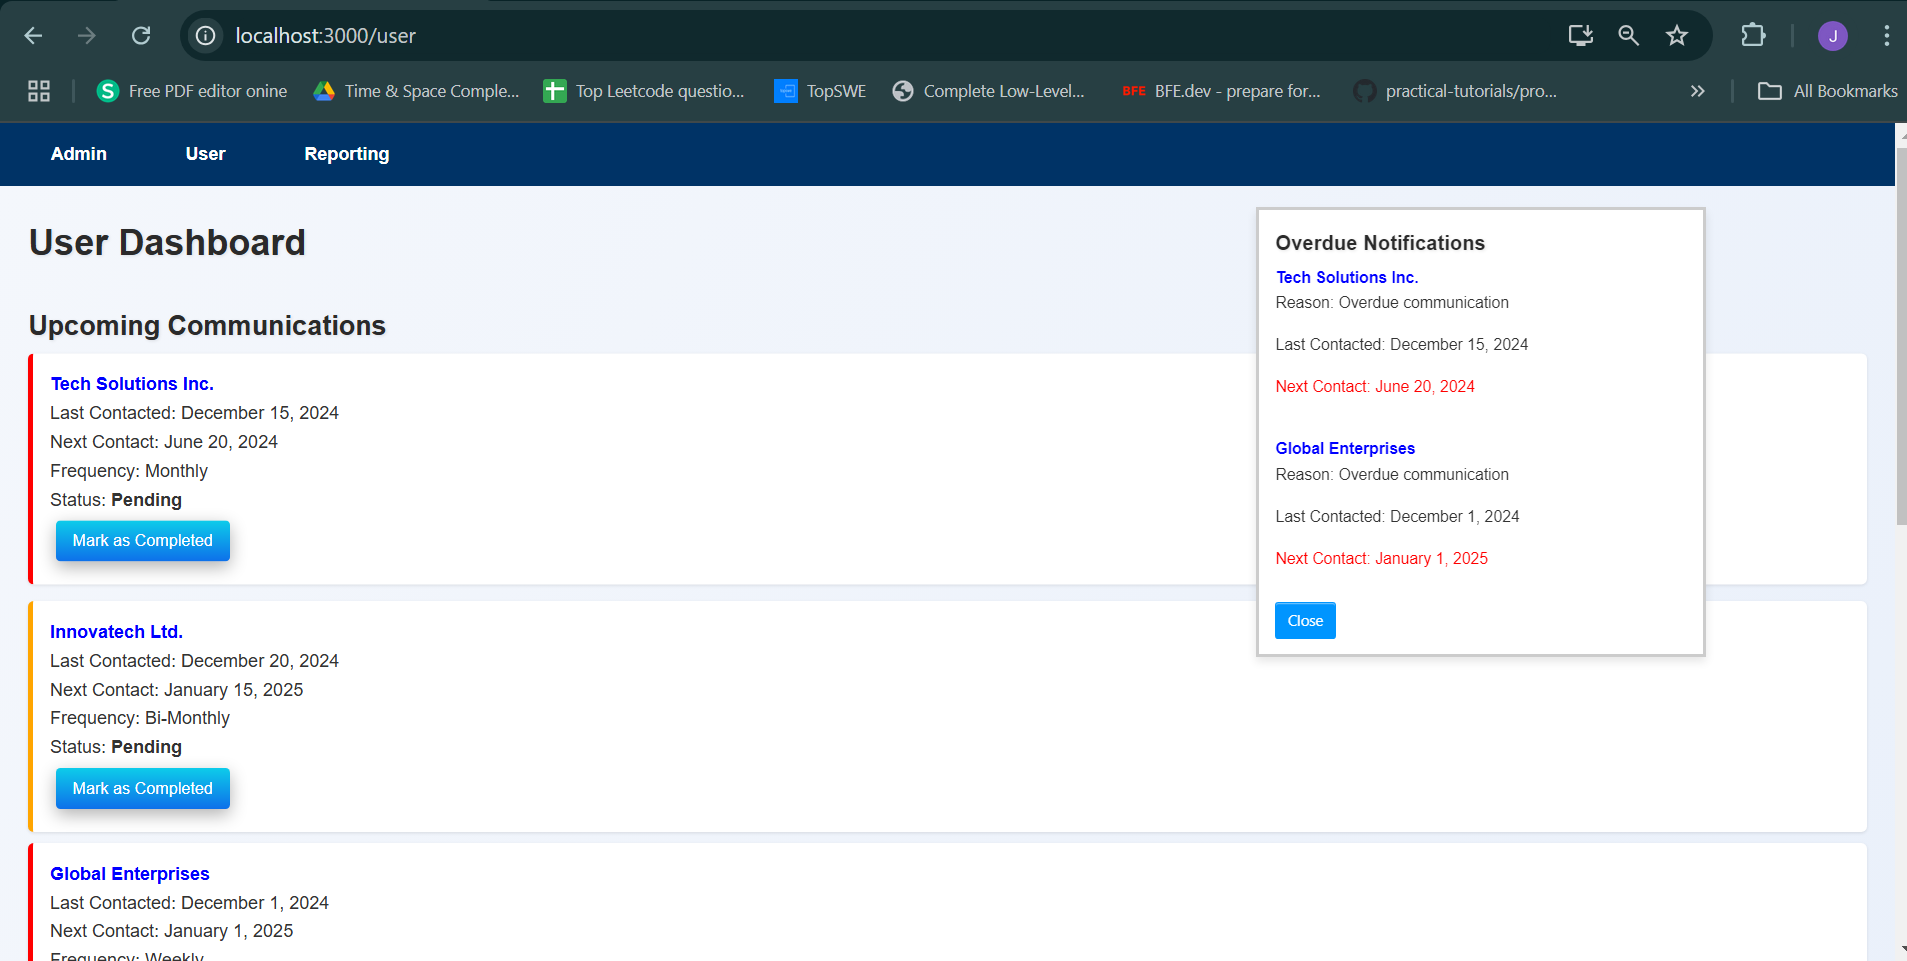 localhost:3000/user
J
Free PDF editor onine
Time & Space Comple...
Top Leetcode questio...
TopSWE
Complete Low-Level...
BFE BFE.dev - prepare for...
practical-tutorials/pro...
All Bookmarks
Admin
User
Reporting
User Dashboard
Upcoming Communications
Tech Solutions Inc.
Last Contacted: December 15, 2024
Next Contact: June 20, 2024
Frequency: Monthly
Status: Pending
Mark as Completed
Innovatech Ltd.
Last Contacted: December 20, 2024
Next Contact: January 15, 2025
Frequency: Bi-Monthly
Status: Pending
Mark as Completed
Global Enterprises
Last Contacted: December 1, 2024
Next Contact: January 1, 2025
Frequency: Weekly
Overdue Notifications
Tech Solutions Inc.
Reason: Overdue communication
Last Contacted: December 15, 2024
Next Contact: June 20, 2024
Global Enterprises
Reason: Overdue communication
Last Contacted: December 1, 2024
Next Contact: January 1, 2025
Close